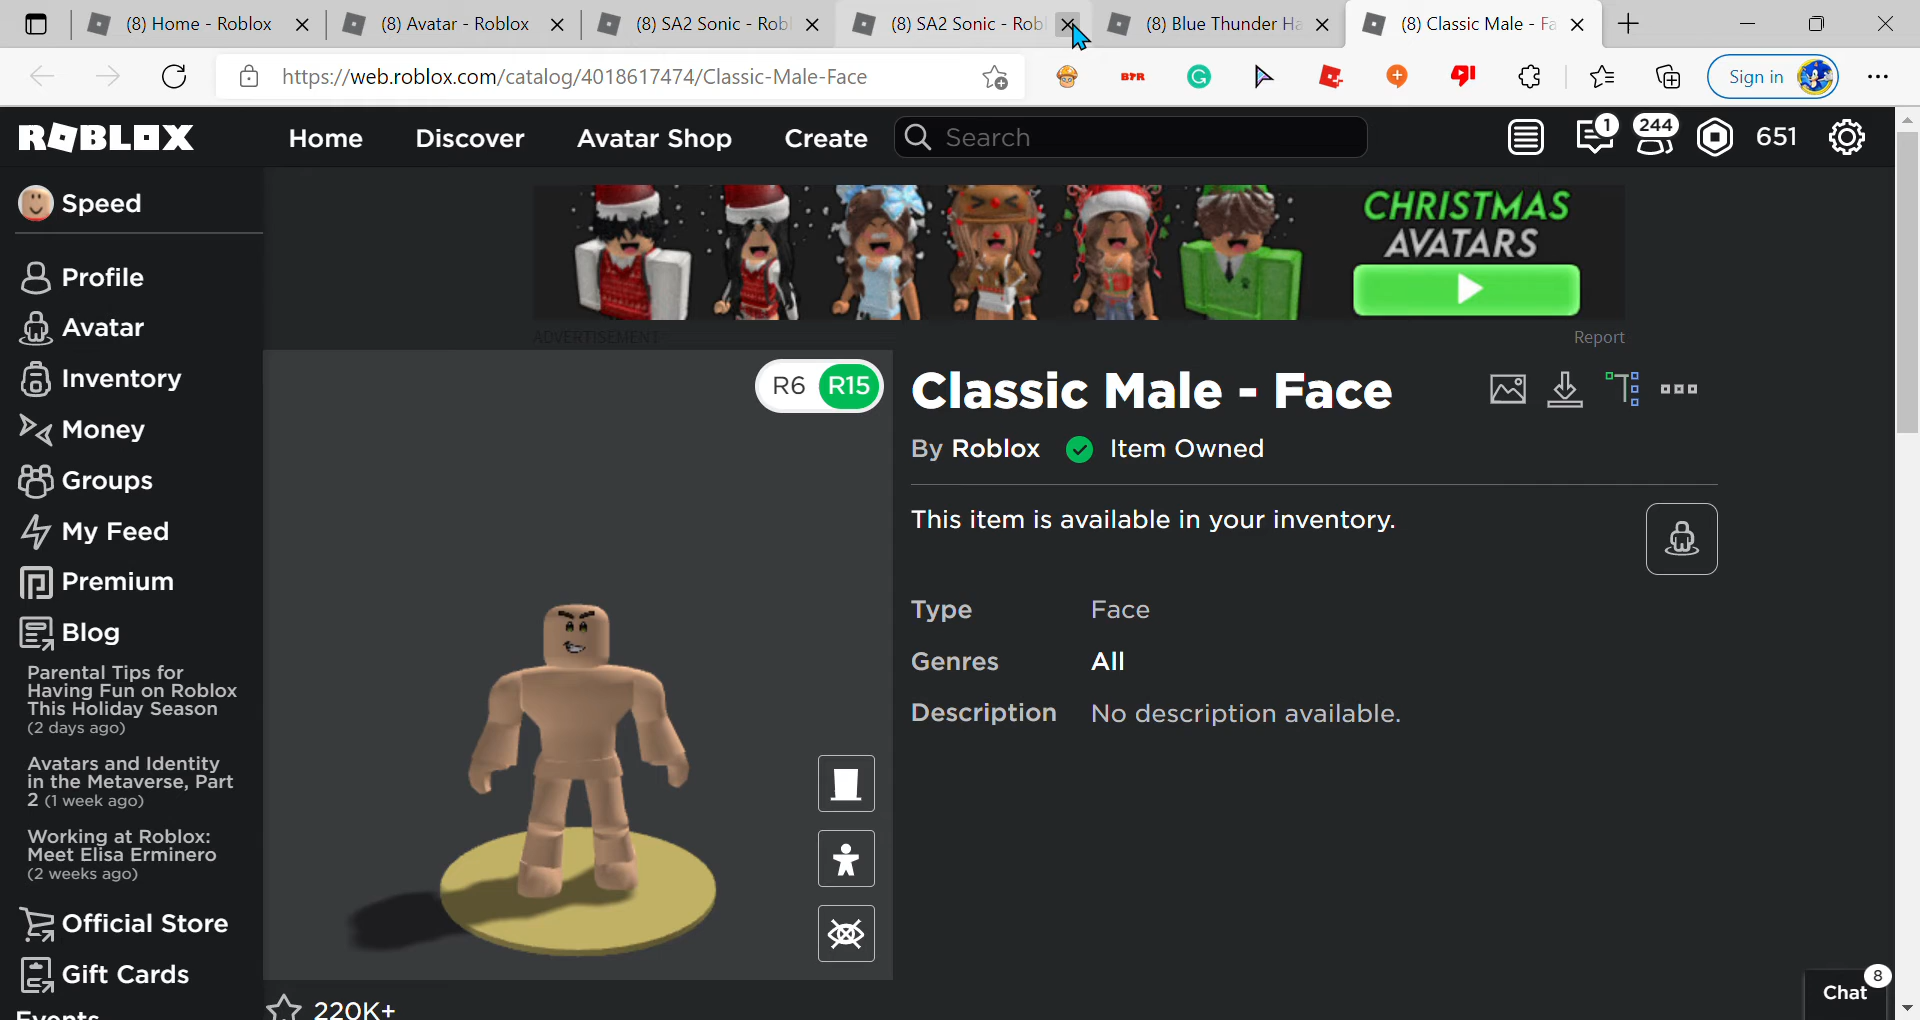 (8) Home - Roblox
(8) Avatar - Roblox
(8) SA2 Sonic - Rob
(8) SA2 Sonic - Rob
(8) Blue Thunder Ha
(8) Classic Male - Fa
https://web.roblox.com/catalog/4018617474/Classic-Male-Face
BTR
Sign in
ROBLOX
Home
Discover
Avatar Shop
Create
Search
1
244
651
Speed
Profile
Avatar
Inventory
Money
Groups
My Feed
Premium
Blog
Parental Tips for
Having Fun on Roblox
This Holiday Season
(2 days ago)
Avatars and Identity
in the Metaverse, Part
2 (1 week ago)
Working at Roblox:
Meet Elisa Erminero
(2 weeks ago)
Official Store
Gift Cards
Events
CHRISTMAS
AVATARS
ADVERTISEMENT
Report
R6 R15
Classic Male - Face
By Roblox Item Owned
This item is available in your inventory.
Type Face
Genres All
Description No description available.
220K+
Chat
8